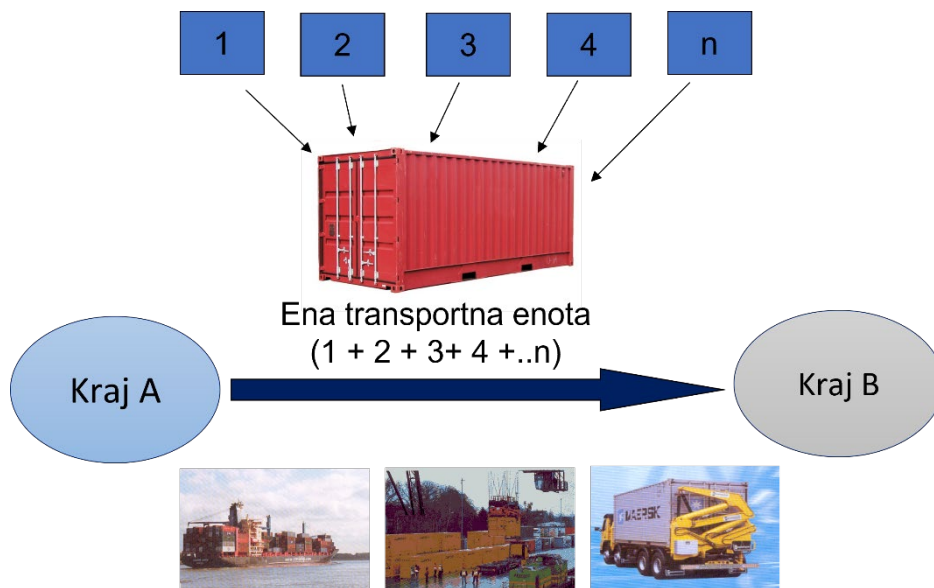 1
2
3
4
n
Ena transportna enota
(1 + 2 + 3+ 4 +..n)
Kraj A
Kraj B
MAERSK